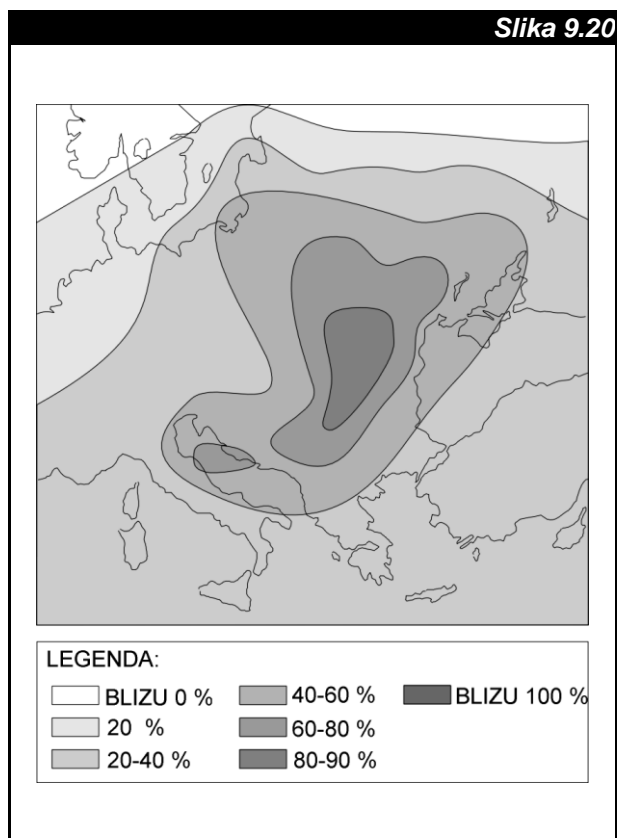 Slika 9.20
LEGENDA:
BLIZU 0 %
20 %
20-40 %
40-60 %
60-80 %
80-90 %
BLIZU 100 %